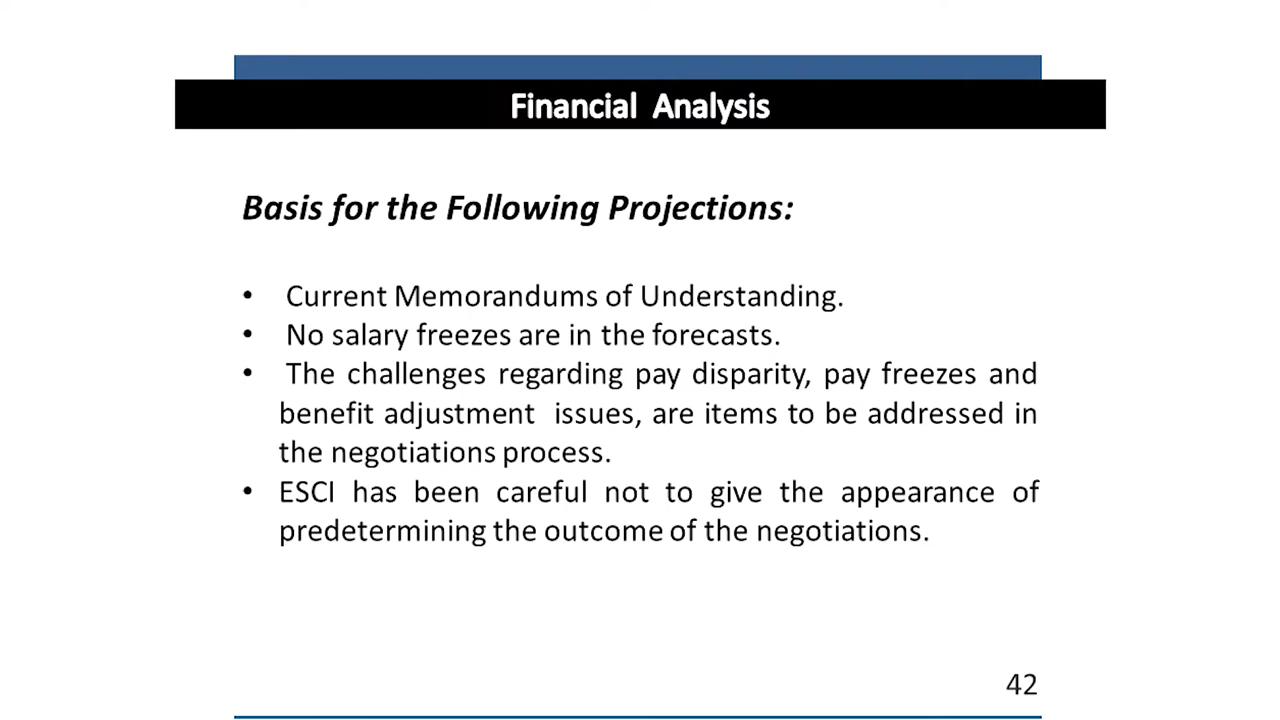 Financial Analysis
Basis for the Following Projections:
• Current Memorandums of Understanding.
• No salary freezes are in the forecasts.
• The challenges regarding pay disparity, pay freezes and
benefit adjustment issues, are items to be addressed in
the negotiations process.
• ESCI has been careful not to give the appearance of
predetermining the outcome of the negotiations.
42